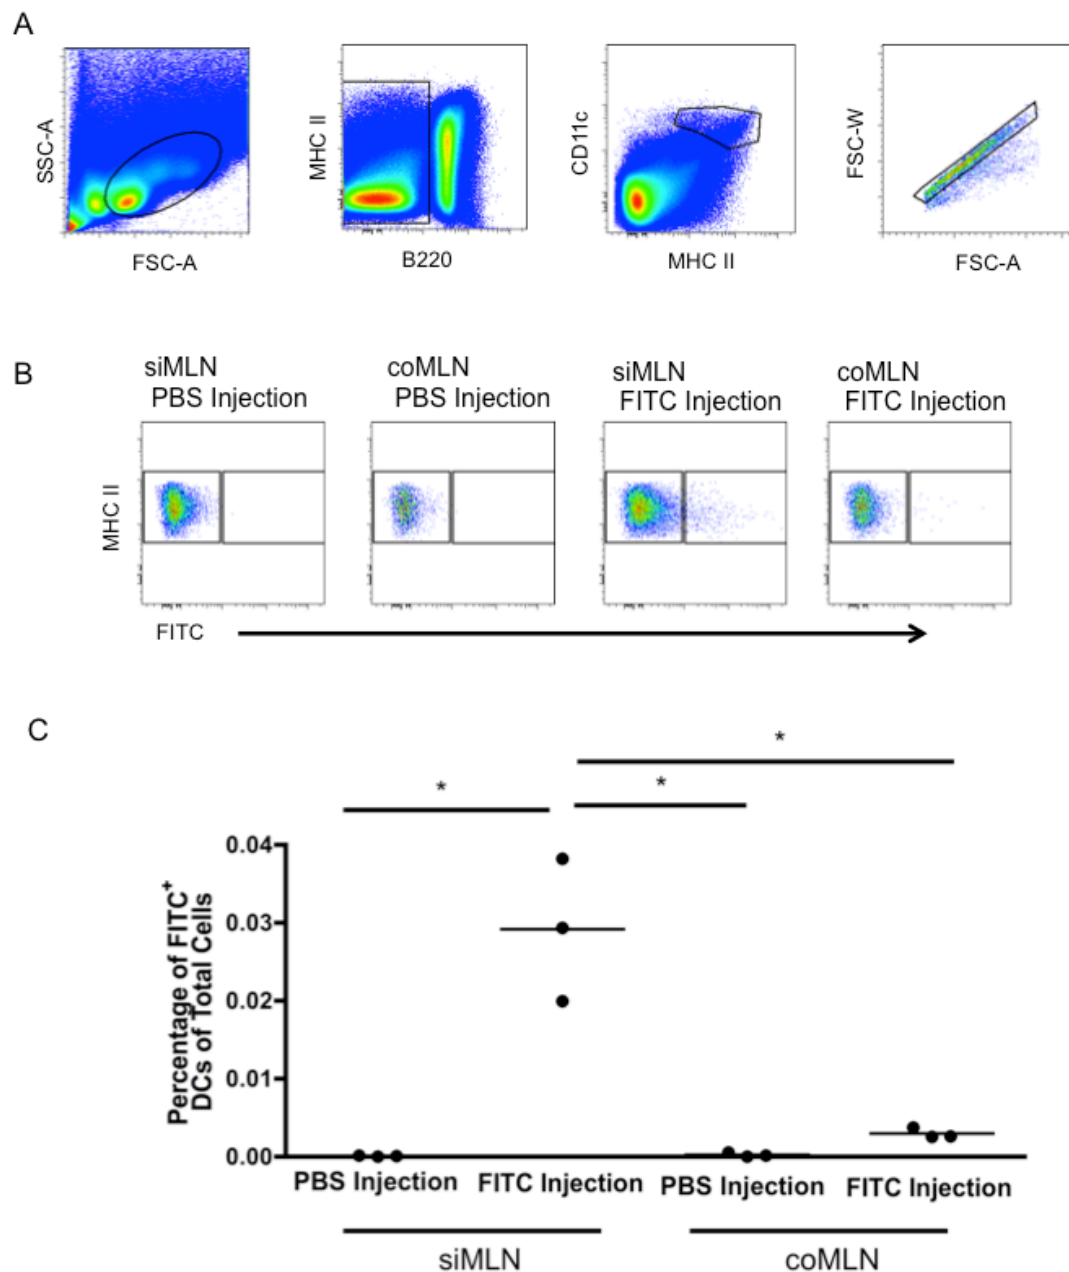 A
SSC-A
FSC-A
MHC II
B220
CD11c
MHC II
FSC-W
FSC-A
B
siMLN
PBS Injection
coMLN
PBS Injection
siMLN
FITC Injection
coMLN
FITC Injection
MHC II
FITC
C
*
*
*
Percentage of FITC+
DCs of Total Cells
0.04
0.03
0.02
0.01
0.00
PBS Injection
FITC Injection
PBS Injection
FITC Injection
siMLN
coMLN